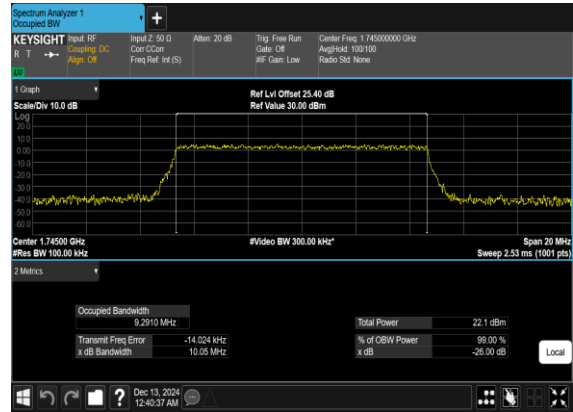 Spectrum Analyzer 1
Occupied BW
KEYSIGHT Input: RF Input Z: 50 Ω Atten: 20 dB Trig: Free Run Center Freq: 1.745000000 GHz
R T Coupling: DC Corr CCorr Gate: Off Avg|Hold: 100/100
Align: Off Freq Ref: Int (S) #IF Gain: Low Radio Std: None
LW
1 Graph Ref Lvl Offset 25.40 dB
Scale/Div 10.0 dB Ref Value 30.00 dBm
Log
20.0
10.0
0.00
-10.0
-20.0
-30.0
-40.0
-50.0
-60.0
Center 1.74500 GHz #Video BW 300.00 kHz* Span 20 MHz
#Res BW 100.00 kHz Sweep 2.53 ms (1001 pts)
2 Metrics
Occupied Bandwidth
9.2910 MHz Total Power 22.1 dBm
Transmit Freq Error -14.024 kHz % of OBW Power 99.00 %
x dB Bandwidth 10.05 MHz x dB -26.00 dB
Local
Dec 13, 2024
12:40:37 AM